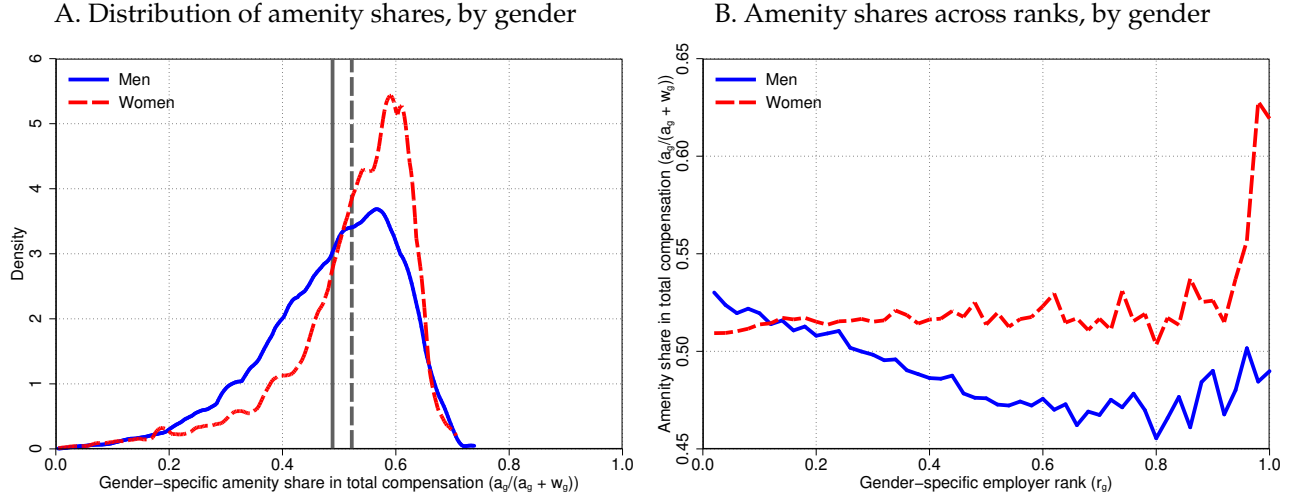 A. Distribution of amenity shares, by gender
Men
Women
Density
0
1
2
3
4
5
6
0.0
0.2
0.4
0.6
0.8
1.0
Gender−specific amenity share in total compensation (a_g/(a_g + w_g))
B. Amenity shares across ranks, by gender
Men
Women
Amenity share in total compensation (a_g/(a_g + w_g))
0.45
0.50
0.55
0.60
0.65
0.0
0.2
0.4
0.6
0.8
1.0
Gender−specific employer rank (r_g)